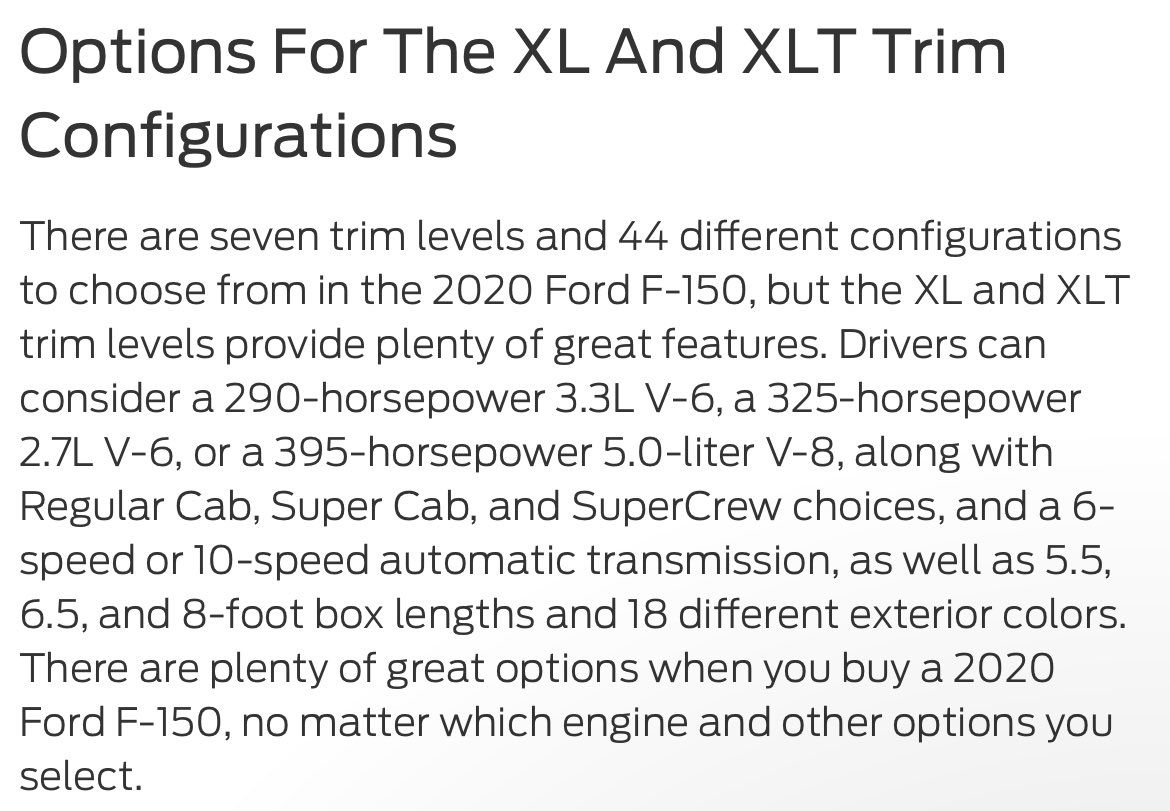 Options For The XL And XLT Trim
Configurations
There are seven trim levels and 44 different configurations
to choose from in the 2020 Ford F-150, but the XL and XLT
trim levels provide plenty of great features. Drivers can
consider a 290-horsepower 3.3L V-6, a 325-horsepower
2.7L V-6, or a 395-horsepower 5.0-liter V-8, along with
Regular Cab, Super Cab, and SuperCrew choices, and a 6-
speed or 10-speed automatic transmission, as well as 5.5,
6.5, and 8-foot box lengths and 18 different exterior colors.
There are plenty of great options when you buy a 2020
Ford F-150, no matter which engine and other options you
select.